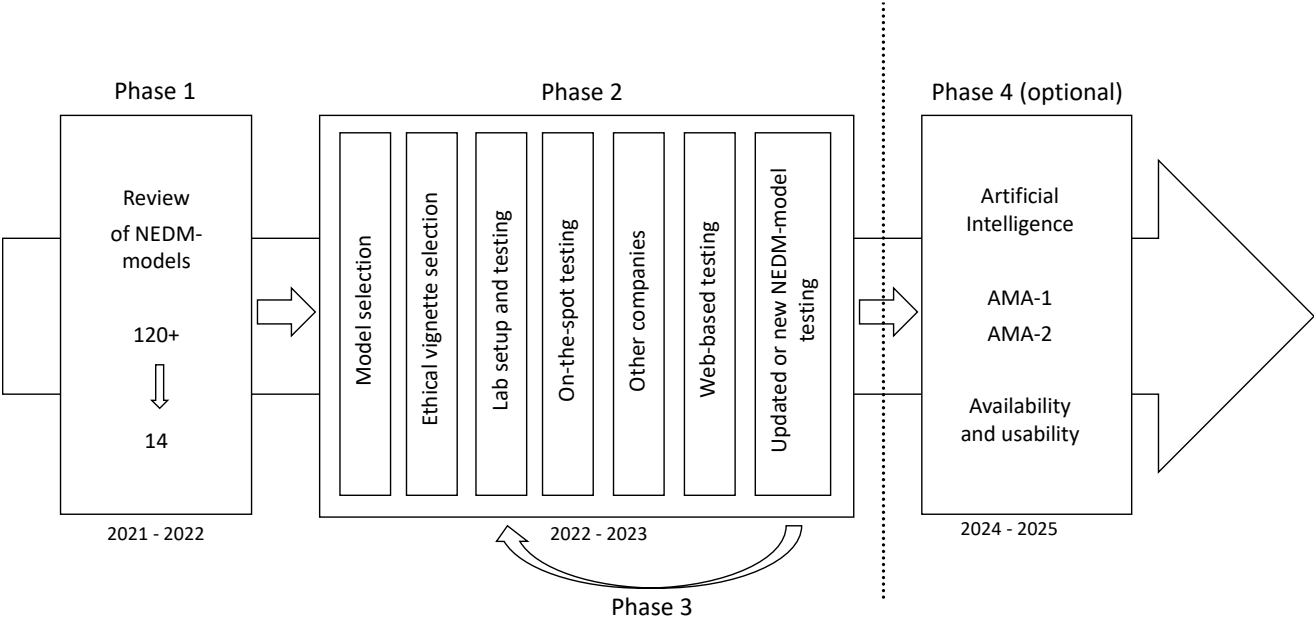 Phase 1
Review
of NEDM-
models
120+
14
2021 - 2022
Phase 2
Model selection
Ethical vignette selection
Lab setup and testing
On-the-spot testing
Other companies
Web-based testing
Updated or new NEDM-model
testing
2022 - 2023
Phase 3
Phase 4 (optional)
Artificial
Intelligence
AMA-1
AMA-2
Availability
and usability
2024 - 2025